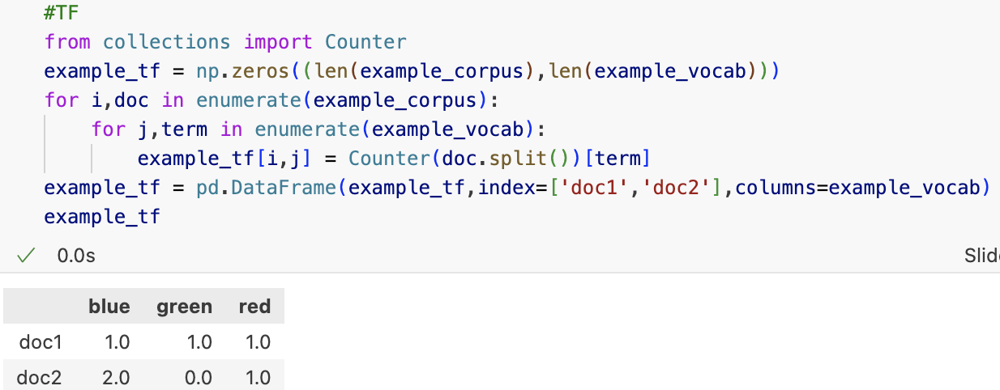 #TF
from collections import Counter
example_tf = np.zeros((len(example_corpus),len(example_vocab)))
for i,doc in enumerate(example_corpus):
    for j,term in enumerate(example_vocab):
        example_tf[i,j] = Counter(doc.split())[term]
example_tf = pd.DataFrame(example_tf,index=['doc1','doc2'],columns=example_vocab)
example_tf
0.0s Slid
blue green red
doc1 1.0 1.0 1.0
doc2 2.0 0.0 1.0